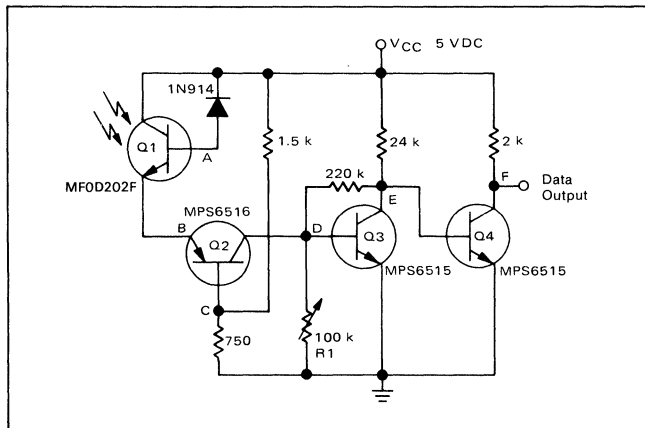 VCC 5 VDC
1N914
1.5 k
24 k
2 k
Q1
A
220 k
E
F
Data
Output
MF0D202F
MPS6516
B
Q2
D
Q3
Q4
MPS6515
MPS6515
C
750
100 k
R1